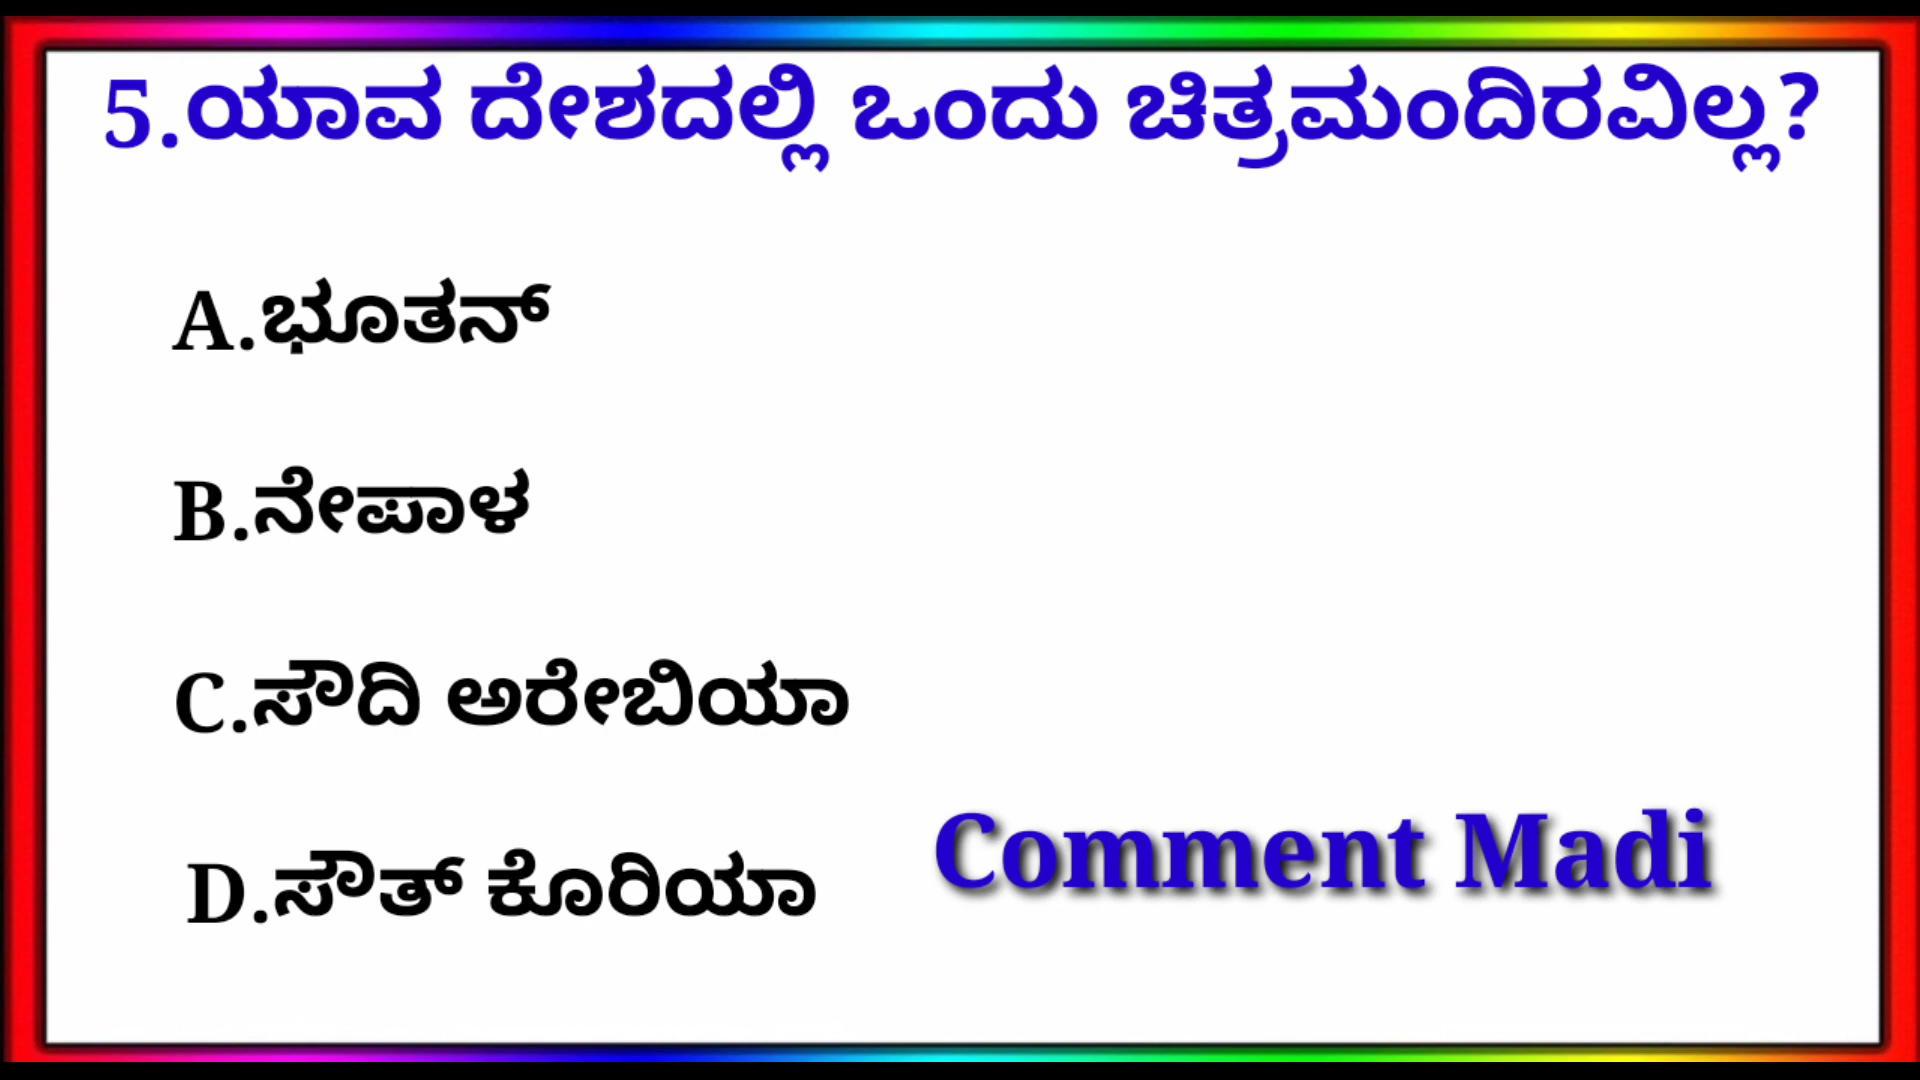 5.ಯಾವ ದೇಶದಲ್ಲಿ ಒಂದು ಚಿತ್ರಮಂದಿರವಿಲ್ಲ?
A.ಭೂತನ್
B.ನೇಪಾಳ
C.ಸೌದಿ ಅರೇಬಿಯಾ
D.ಸೌತ್ ಕೊರಿಯಾ
Comment Madi